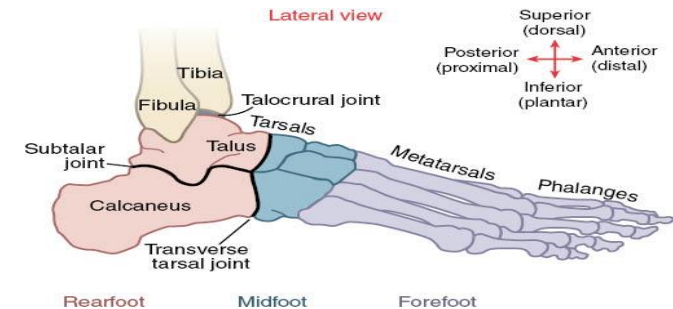 Lateral view
Superior
(dorsal)
Posterior
(proximal)
Anterior
(distal)
Inferior
(plantar)
Tibia
Fibula
Talocrural joint
Tarsals
Subtalar
joint
Talus
Metatarsals
Phalanges
Calcaneus
Transverse
tarsal joint
Rearfoot
Midfoot
Forefoot